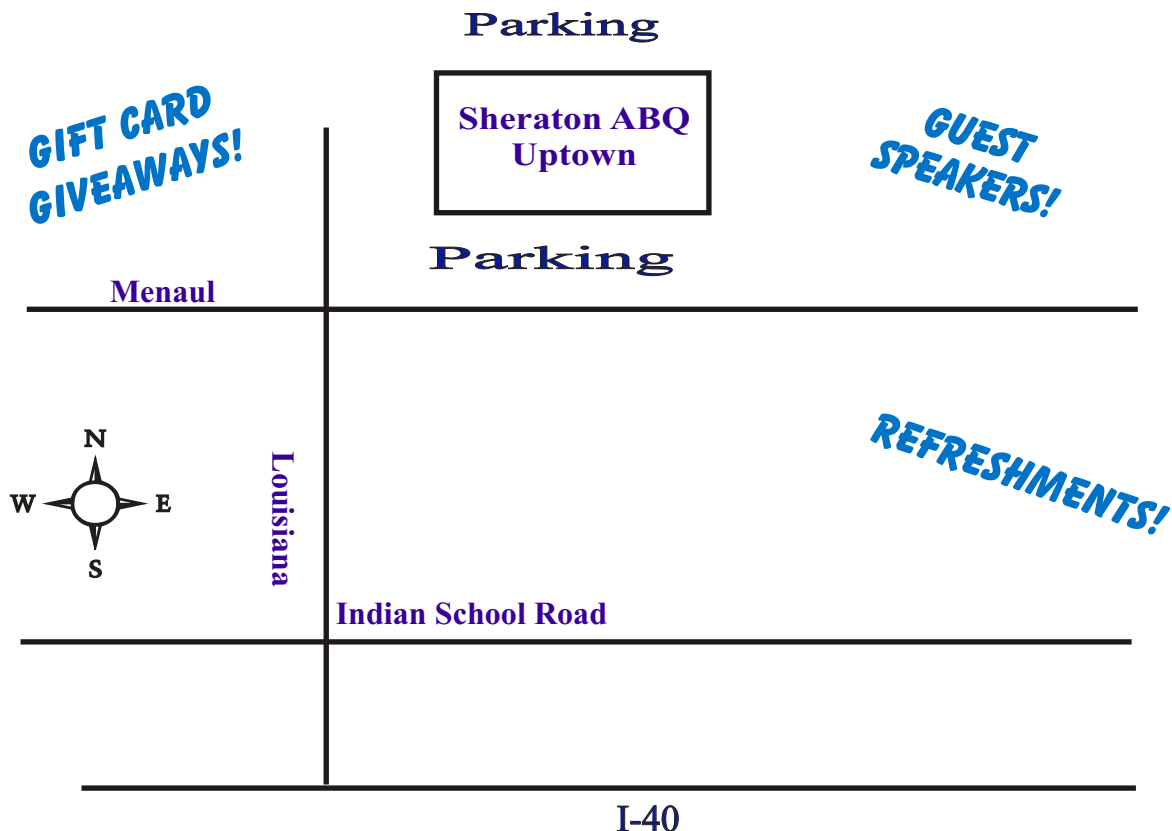 Parking
GIFT CARD
GIVEAWAYS!
Sheraton ABQ
Uptown
GUEST
SPEAKERS!
Parking
Menaul
REFRESHMENTS!
N
W
E
S
Louisiana
Indian School Road
I-40